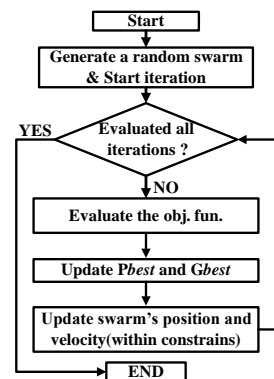 Start
Generate a random swarm
& Start iteration
YES
Evaluated all
iterations ?
NO
Evaluate the obj. fun.
Update Pbest and Gbest
Update swarm's position and
velocity(within constrains)
END